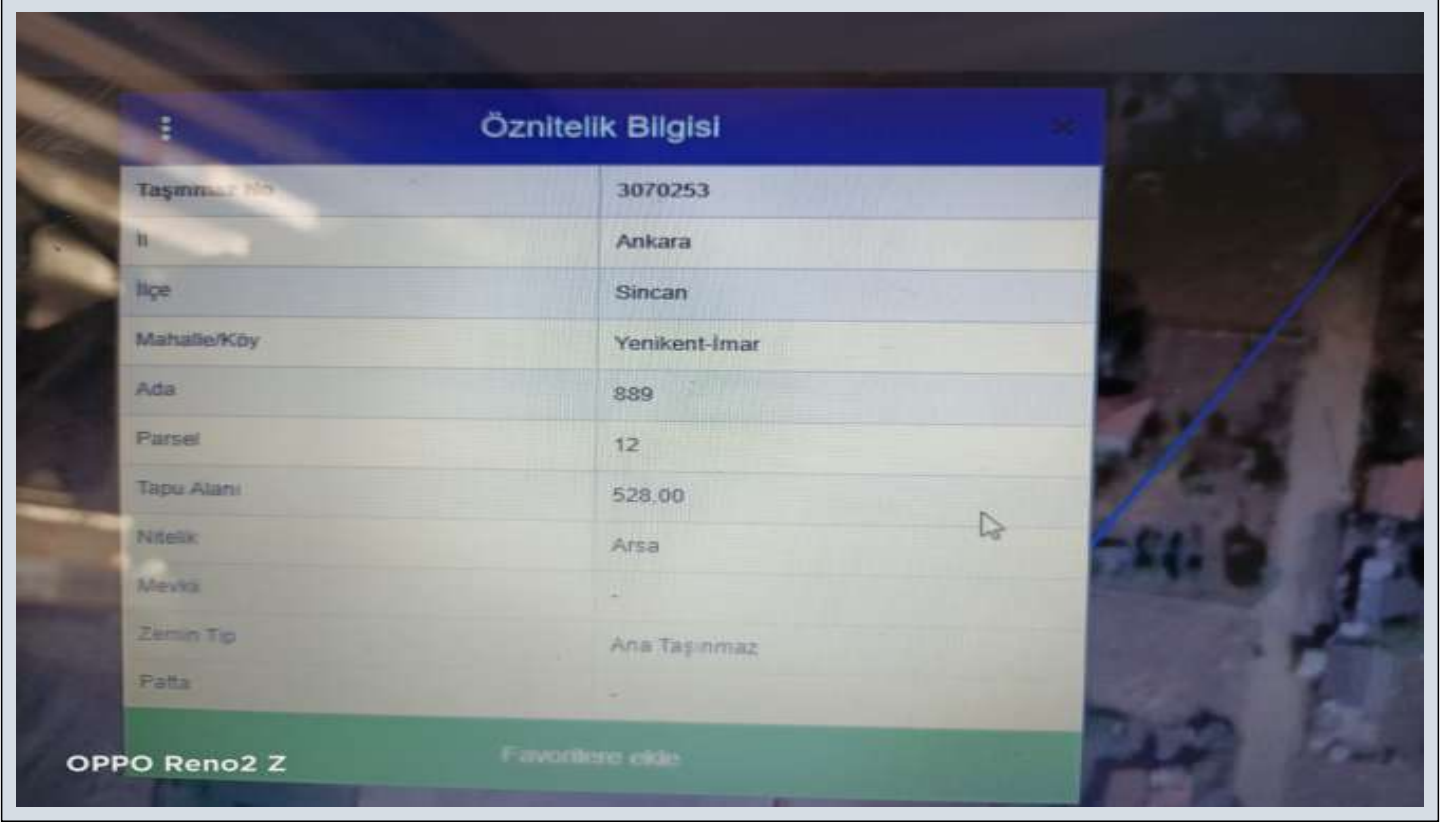 Öznitelik Bilgisi
Taşınmaz No 3070253
İl Ankara
İlçe Sincan
Mahalle/Köy Yenikent-İmar
Ada 889
Parsel 12
Tapu Alanı 528.00
Nitelik Arsa
Mevkii -
Zemin Tip Ana Taşınmaz
Pafta -
Favorilere ekle
OPPO Reno2 Z